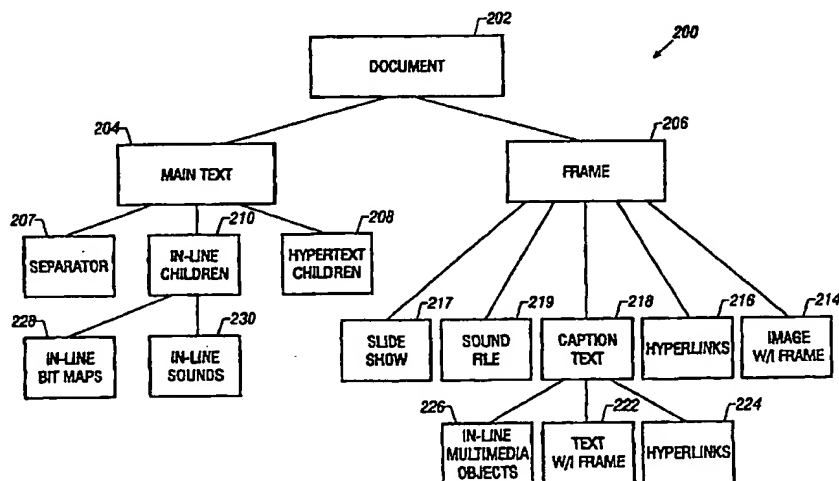 202
200
DOCUMENT
204
206
MAIN TEXT
FRAME
207
210
208
SEPARATOR
IN-LINE
CHILDREN
HYPERTEXT
CHILDREN
228
230
217
219
218
216
214
IN-LINE
BIT MAPS
IN-LINE
SOUNDS
SLIDE
SHOW
SOUND
FILE
CAPTION
TEXT
HYPERLINKS
IMAGE
W/I FRAME
226
222
224
IN-LINE
MULTIMEDIA
OBJECTS
TEXT
W/I FRAME
HYPERLINKS